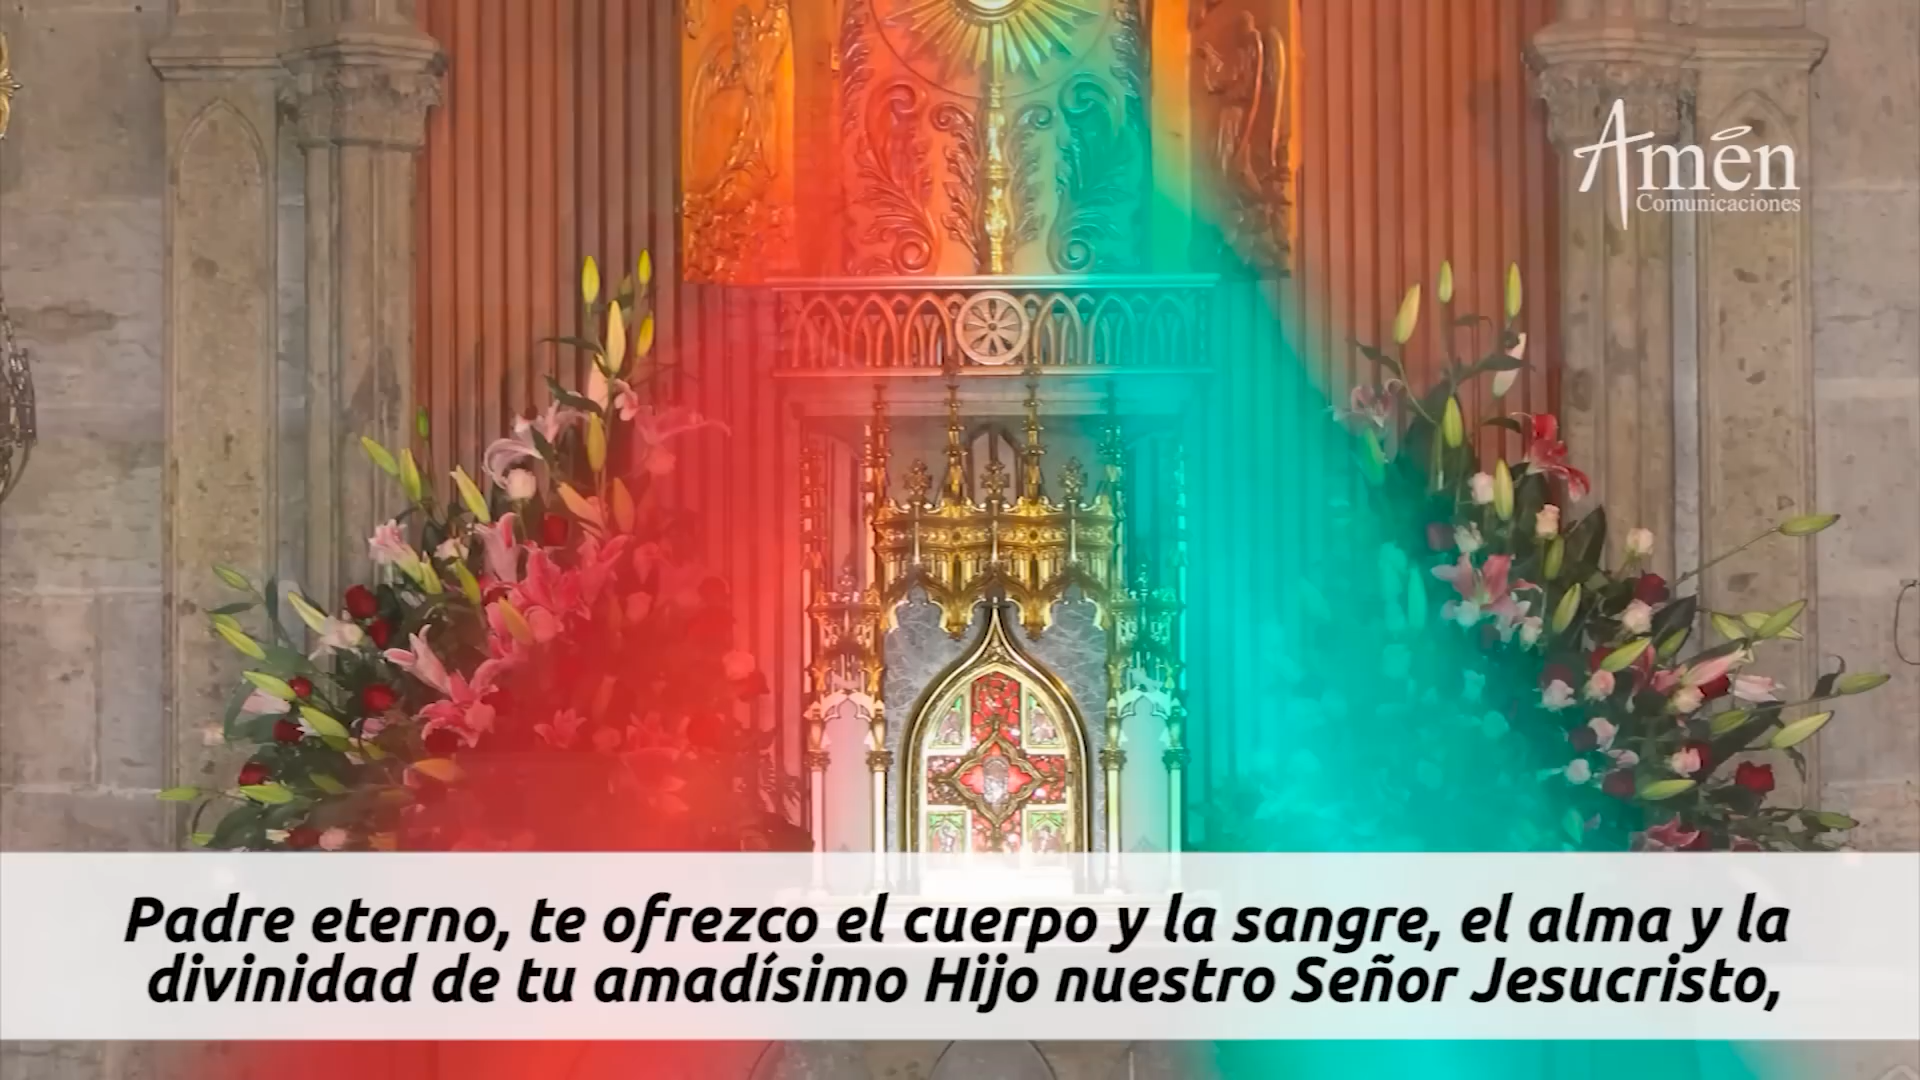 Amén
Comunicaciones
Padre eterno, te ofrezco el cuerpo y la sangre, el alma y la
divinidad de tu amadísimo Hijo nuestro Señor Jesucristo,